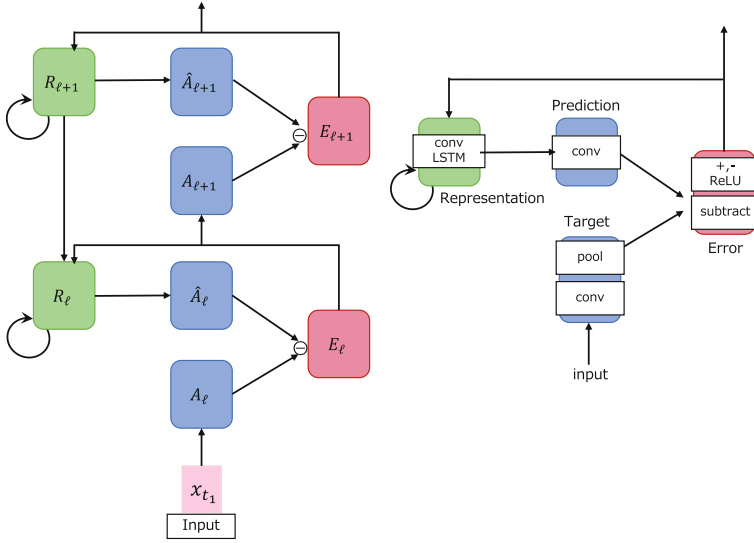 R_{ℓ+1}
Â_{ℓ+1}
E_{ℓ+1}
−
A_{ℓ+1}
R_ℓ
Â_ℓ
E_ℓ
−
A_ℓ
x_{t_1}
Input
Prediction
conv
LSTM
conv
+,-
ReLU
Representation
subtract
Target
Error
pool
conv
input